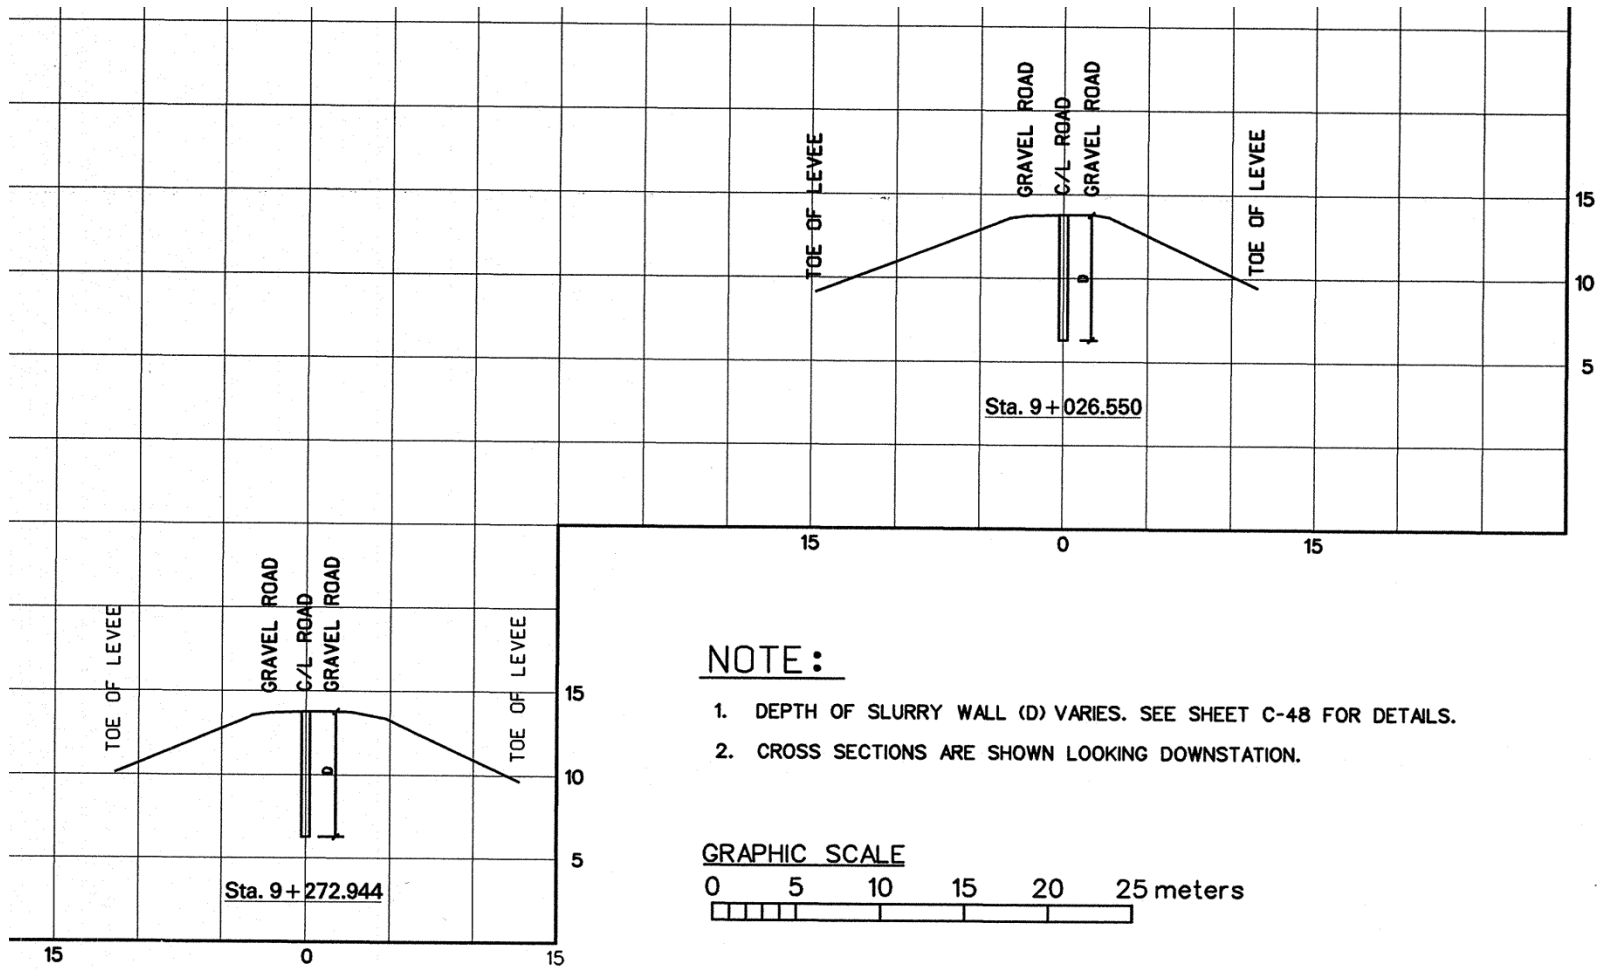 GRAVEL ROAD
C/L ROAD
GRAVEL ROAD
TOE OF LEVEE
TOE OF LEVEE
15
10
5
Sta. 9+026.550
15
0
15
GRAVEL ROAD
C/L ROAD
GRAVEL ROAD
TOE OF LEVEE
TOE OF LEVEE
D
D
15
10
5
Sta. 9+272.944
15
0
15
NOTE:
1. DEPTH OF SLURRY WALL (D) VARIES. SEE SHEET C-48 FOR DETAILS.
2. CROSS SECTIONS ARE SHOWN LOOKING DOWNSTATION.
GRAPHIC SCALE
0 5 10 15 20 25 meters